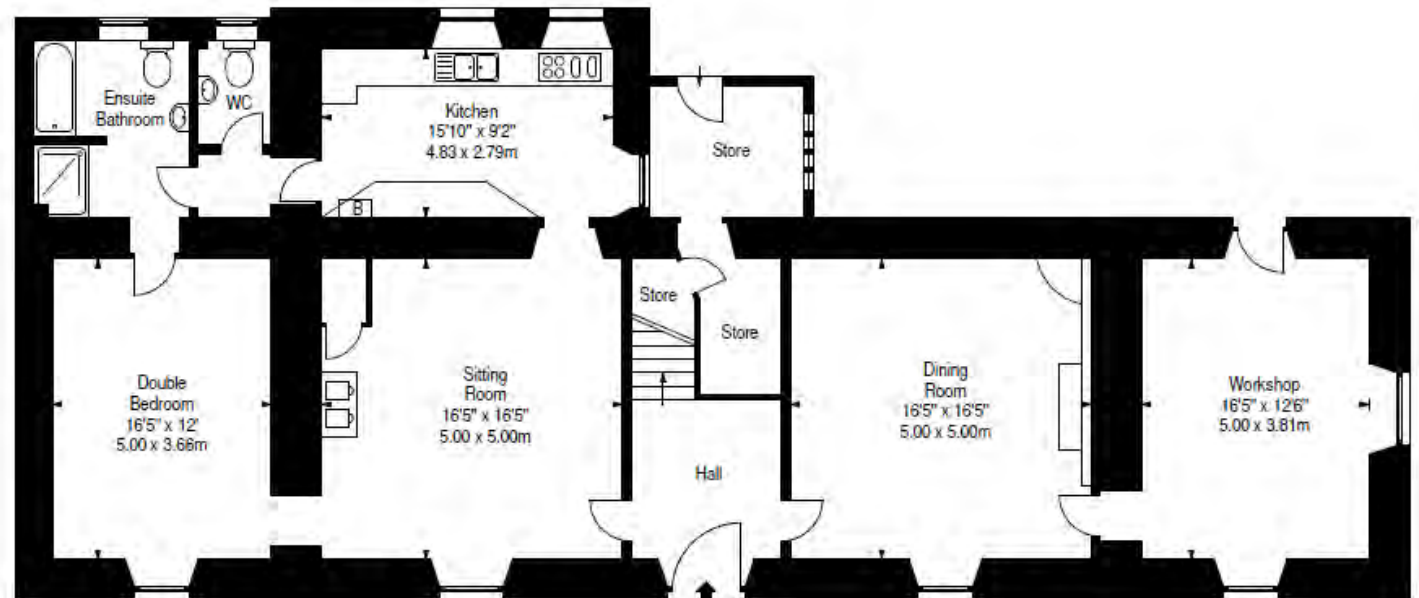 Ensuite
Bathroom
WC
Kitchen
15'10" x 9'2"
4.83 x 2.79m
B
Store
Store
Store
Double
Bedroom
16'5" x 12'
5.00 x 3.66m
Sitting
Room
16'5" x 16'5"
5.00 x 5.00m
Hall
Dining
Room
16'5" x 16'5"
5.00 x 5.00m
Workshop
16'5" x 12'6"
5.00 x 3.81m